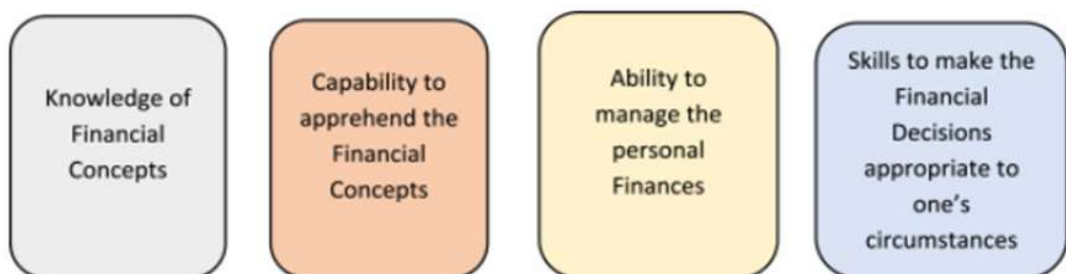 Knowledge of
Financial
Concepts
Capability to
apprehend the
Financial
Concepts
Ability to
manage the
personal
Finances
Skills to make the
Financial
Decisions
appropriate to
one’s
circumstances